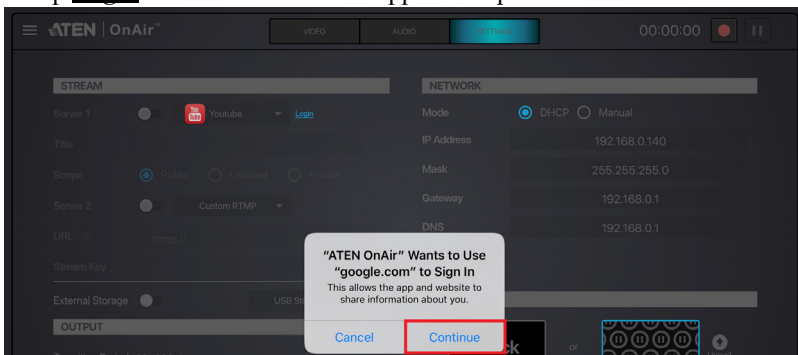 ATEN OnAir™ VIDEO AUDIO SETTINGS 00:00:00
STREAM
Server 1 Youtube Login
Title
Scope Public Unlisted Private
Server 2 Custom RTMP
URL rtmp://
Stream Key
External Storage USB
OUTPUT
NETWORK
Mode DHCP Manual
IP Address 192.168.0.140
Mask 255.255.255.0
Gateway 192.168.0.1
DNS 192.168.0.1
"ATEN OnAir" Wants to Use
"google.com" to Sign In
This allows the app and website to
share information about you.
Cancel Continue
or